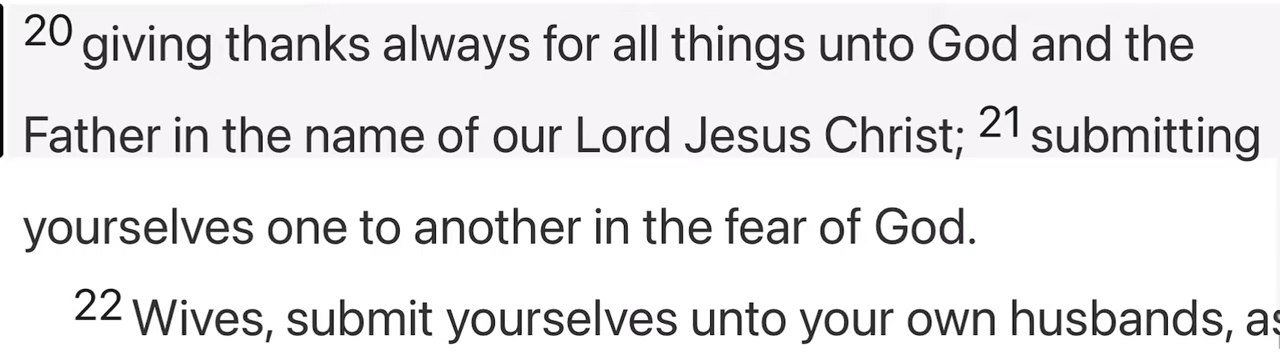 20 giving thanks always for all things unto God and the
Father in the name of our Lord Jesus Christ; 21 submitting
yourselves one to another in the fear of God.
22 Wives, submit yourselves unto your own husbands, as